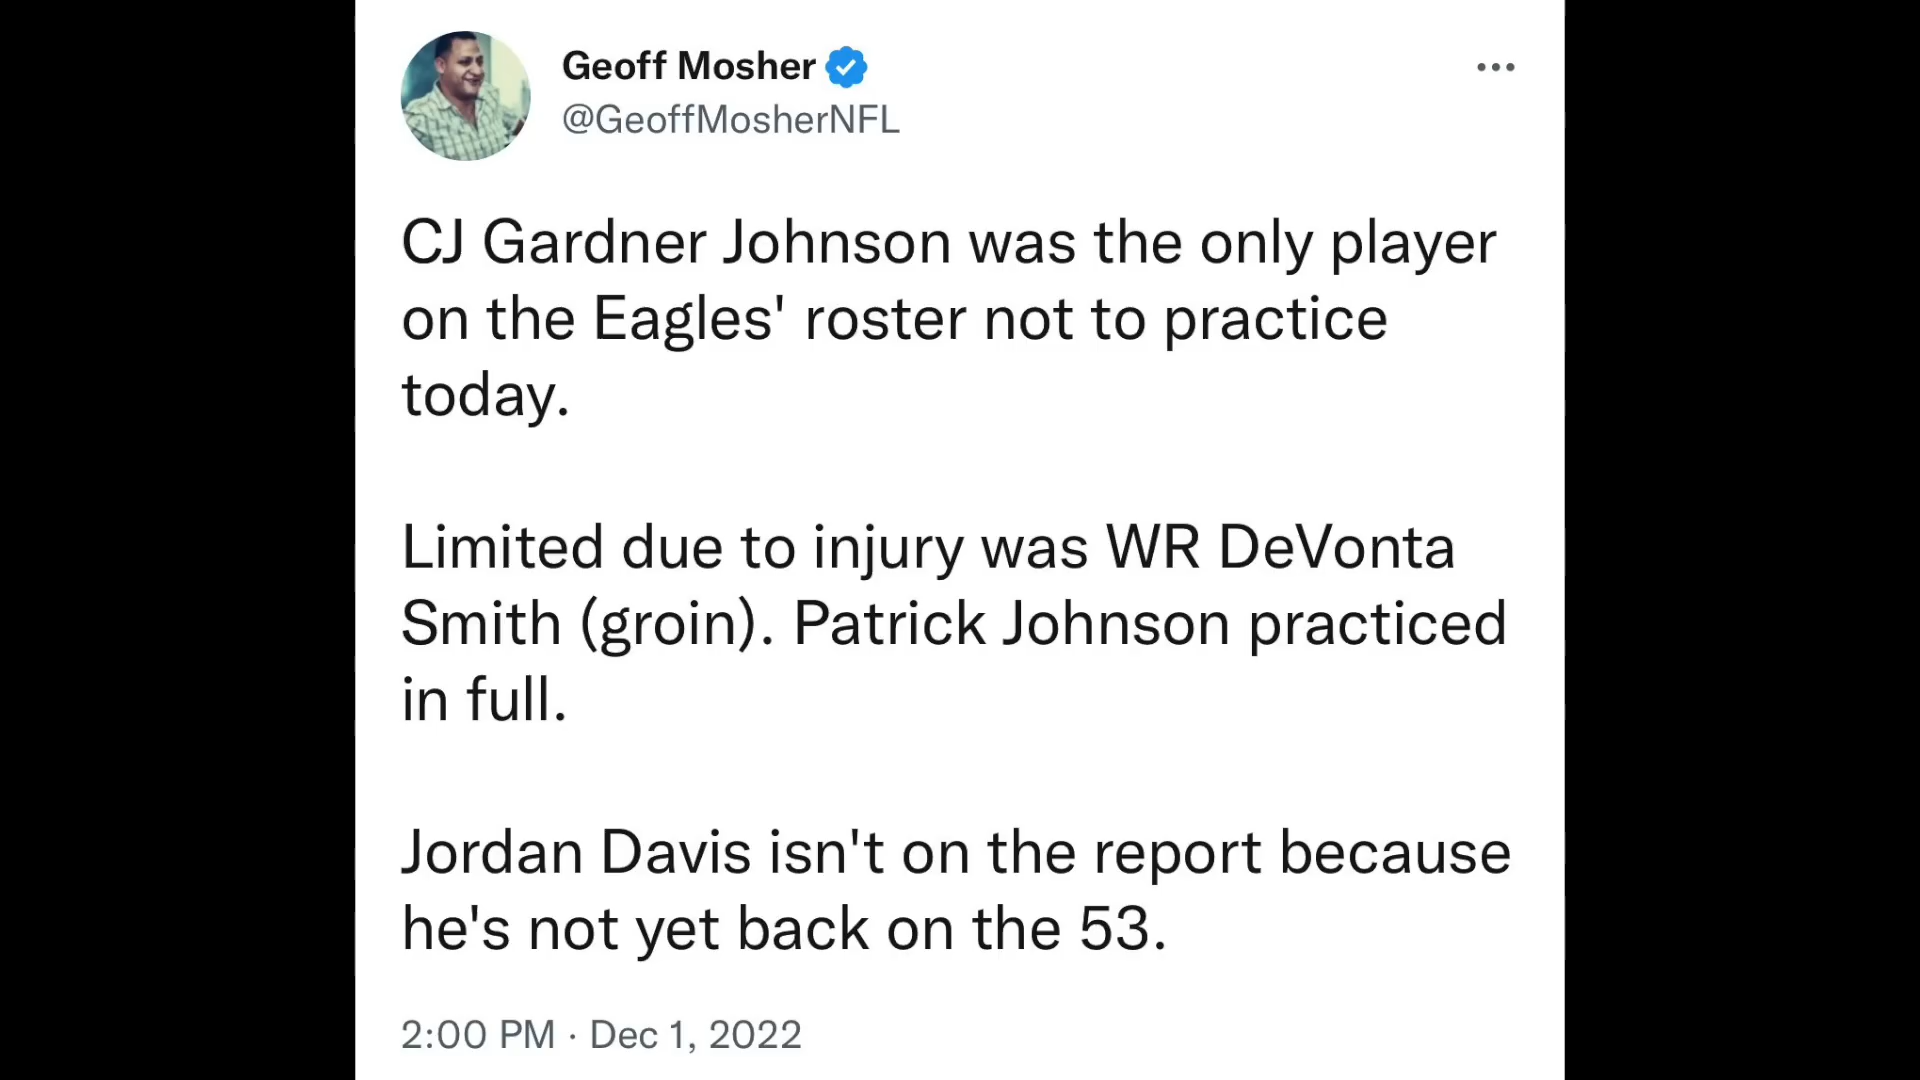 Geoff Mosher
@GeoffMosherNFL
CJ Gardner Johnson was the only player
on the Eagles' roster not to practice
today.
Limited due to injury was WR DeVonta
Smith (groin). Patrick Johnson practiced
in full.
Jordan Davis isn't on the report because
he's not yet back on the 53.
2:00 PM · Dec 1, 2022